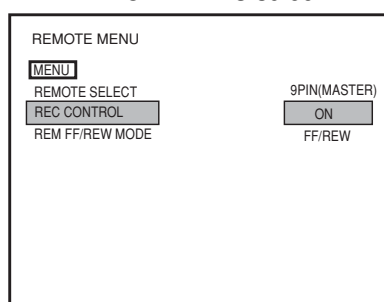 REMOTE MENU
MENU
REMOTE SELECT 9PIN(MASTER)
REC CONTROL ON
REM FF/REW MODE FF/REW